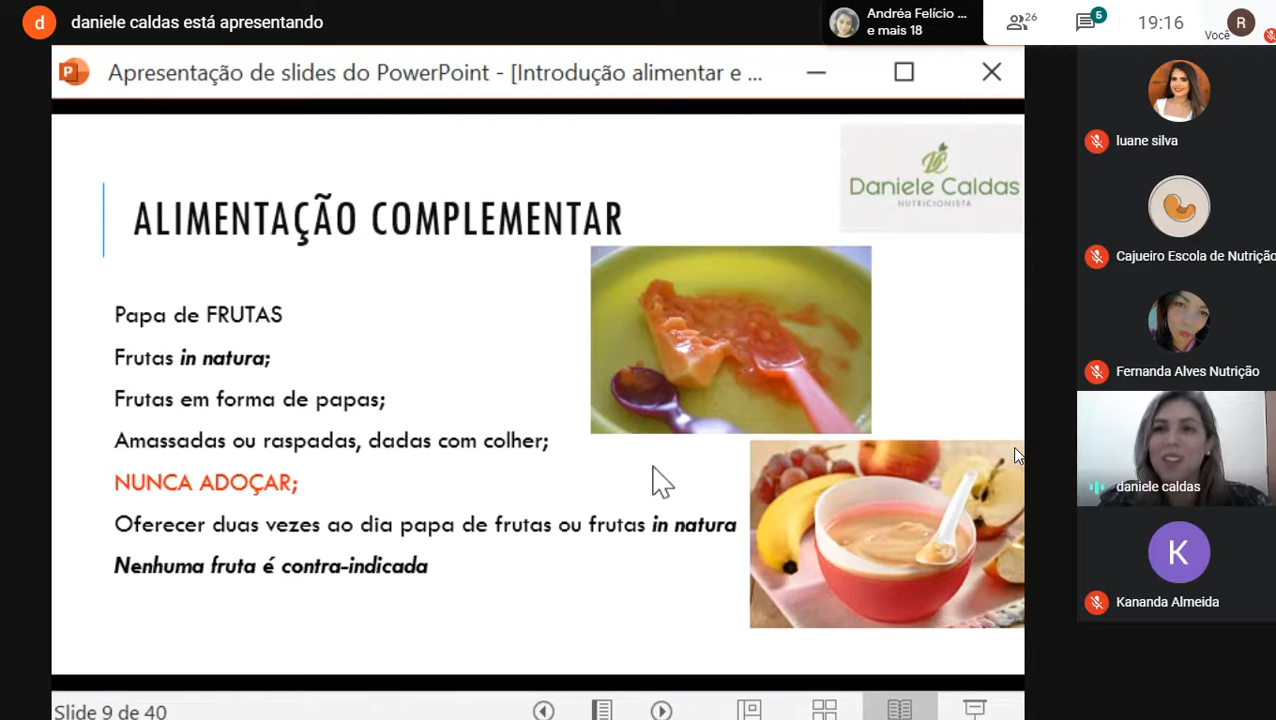 d
daniele caldas está apresentando
Andréa Felício ...
e mais 18
26
5
19:16
Você
R
P
Apresentação de slides do PowerPoint - [Introdução alimentar e ...
DC
Daniele Caldas
NUTRICIONISTA
ALIMENTAÇÃO COMPLEMENTAR
Papa de FRUTAS
Frutas in natura;
Frutas em forma de papas;
Amassadas ou raspadas, dadas com colher;
NUNCA ADOÇAR;
Oferecer duas vezes ao dia papa de frutas ou frutas in natura
Nenhuma fruta é contra-indicada
Slide 9 de 40
luane silva
Cajueiro Escola de Nutrição
Fernanda Alves Nutrição
daniele caldas
K
Kananda Almeida